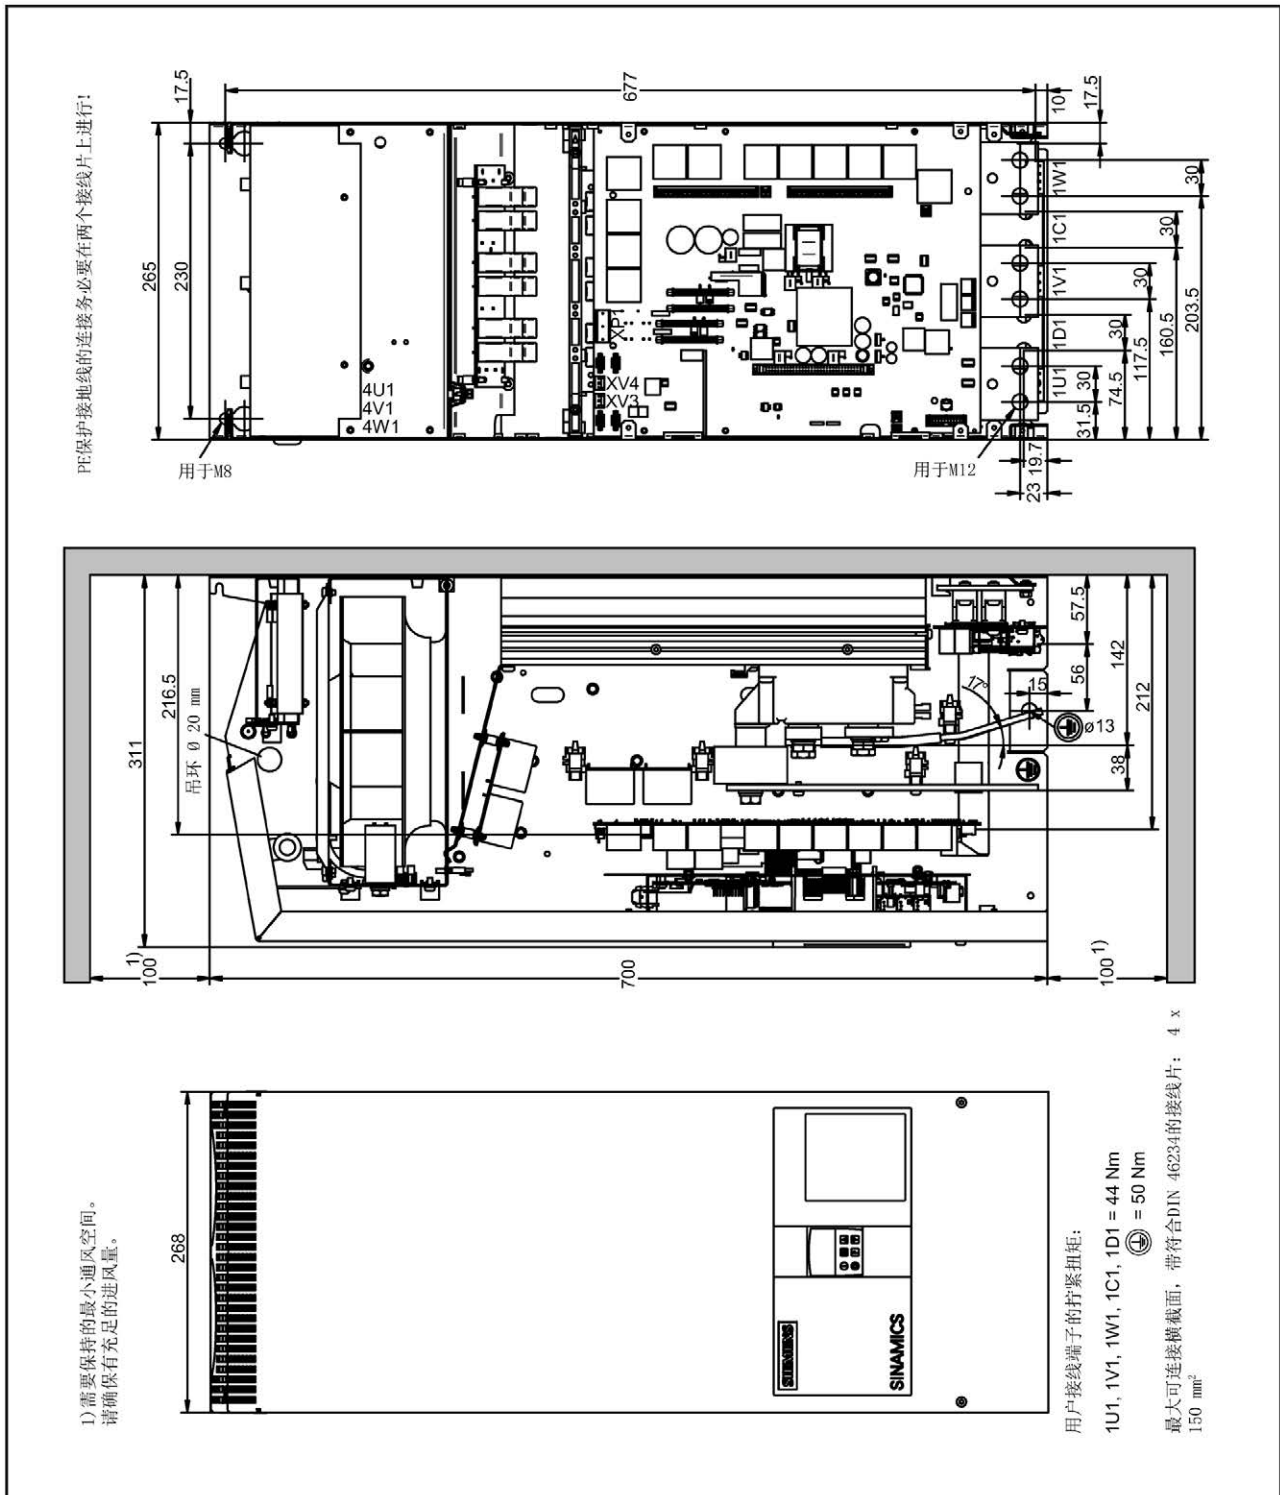 PE保护接地线的连接务必要在两个接线片上进行!
17.5
677
10
17.5
265
230
4U1
4V1
4W1
XP1
XV4
XV3
1W1
1C1
1V1
1D1
1U1
30
30
30
30
30
31.5
74.5
117.5
160.5
203.5
23
19.7
用于M8
用于M12
311
216.5
吊环 Ø 20 mm
17°
15
ø13
57.5
56
142
38
212
100 1)
700
100 1)
268
SIEMENS
SINAMICS
1)需要保持的最小通风空间。
请确保有充足的进风量。
用户接线端子的拧紧扭矩:
1U1, 1V1, 1W1, 1C1, 1D1 = 44 Nm
= 50 Nm
最大可连接横截面，带符合DIN 46234的接线片: 4 x
150 mm²